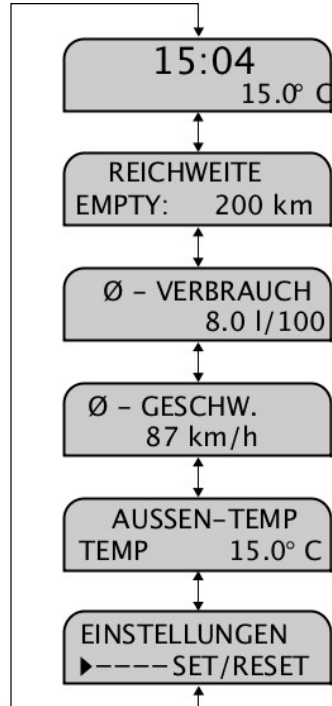 15:04
15.0° C
REICHWEITE
EMPTY: 200 km
Ø – VERBRAUCH
8.0 l/100
Ø – GESCHW.
87 km/h
AUSSEN–TEMP
TEMP 15.0° C
EINSTELLUNGEN
▶–––– SET/RESET